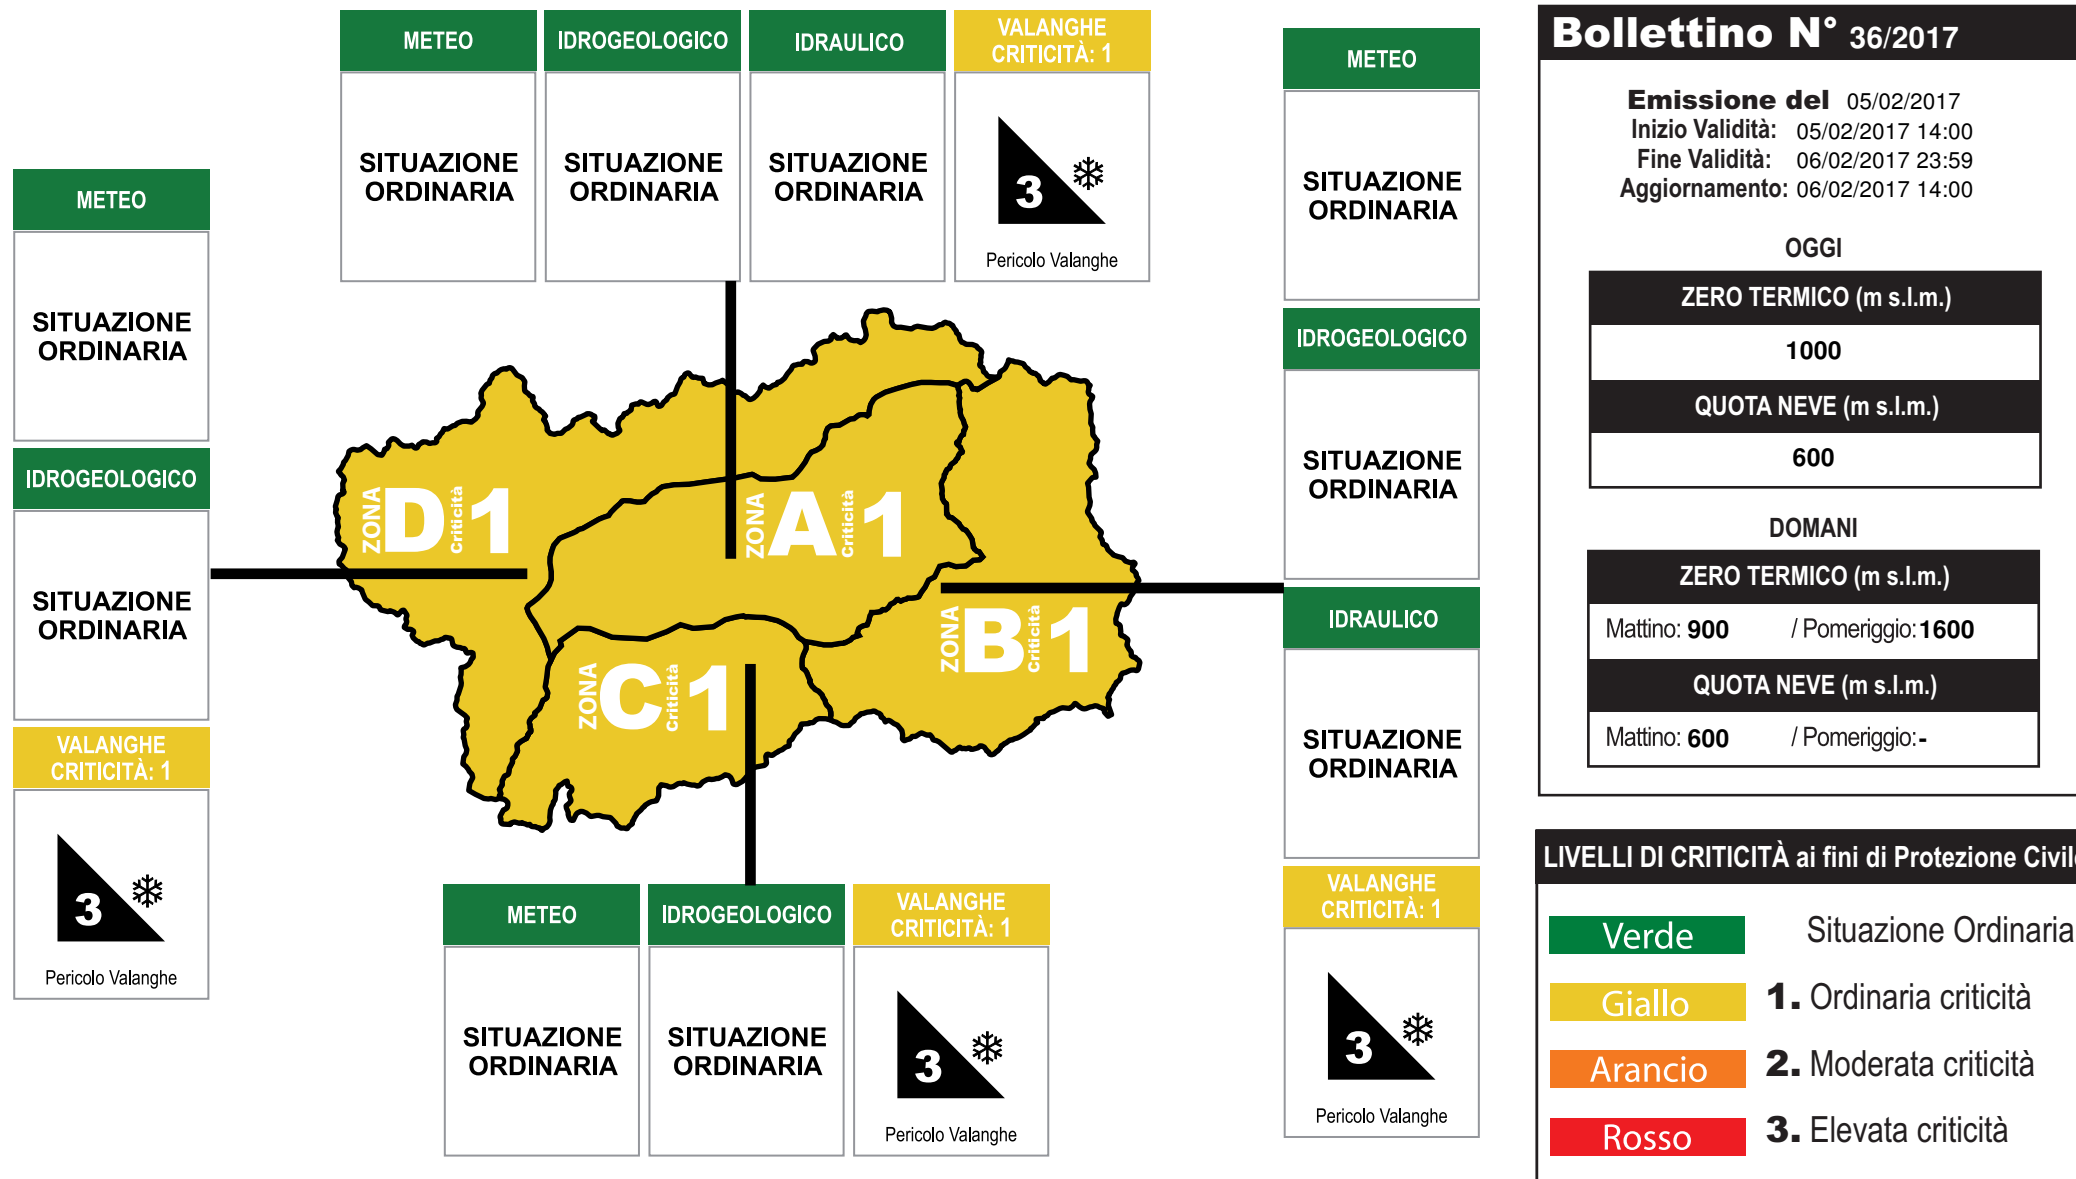 METEO
IDROGEOLOGICO
IDRAULICO
VALANGHE
CRITICITÀ: 1
SITUAZIONE
ORDINARIA
SITUAZIONE
ORDINARIA
SITUAZIONE
ORDINARIA
3
Pericolo Valanghe
METEO
SITUAZIONE
ORDINARIA
IDROGEOLOGICO
SITUAZIONE
ORDINARIA
VALANGHE
CRITICITÀ: 1
3
Pericolo Valanghe
ZONA D Criticità 1
ZONA A Criticità 1
ZONA B Criticità 1
ZONA C Criticità 1
METEO
IDROGEOLOGICO
VALANGHE
CRITICITÀ: 1
SITUAZIONE
ORDINARIA
SITUAZIONE
ORDINARIA
3
Pericolo Valanghe
METEO
SITUAZIONE
ORDINARIA
IDROGEOLOGICO
SITUAZIONE
ORDINARIA
IDRAULICO
SITUAZIONE
ORDINARIA
VALANGHE
CRITICITÀ: 1
3
Pericolo Valanghe
Bollettino N° 36/2017
Emissione del 05/02/2017
Inizio Validità: 05/02/2017 14:00
Fine Validità: 06/02/2017 23:59
Aggiornamento: 06/02/2017 14:00
OGGI
ZERO TERMICO (m s.l.m.)
1000
QUOTA NEVE (m s.l.m.)
600
DOMANI
ZERO TERMICO (m s.l.m.)
Mattino: 900 / Pomeriggio: 1600
QUOTA NEVE (m s.l.m.)
Mattino: 600 / Pomeriggio: -
LIVELLI DI CRITICITÀ ai fini di Protezione Civile
Verde Situazione Ordinaria
Giallo 1. Ordinaria criticità
Arancio 2. Moderata criticità
Rosso 3. Elevata criticità